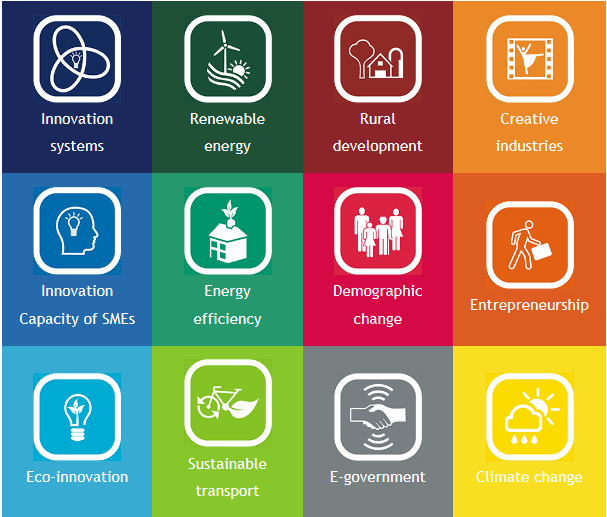 Innovation
systems
Renewable
energy
Rural
development
Creative
industries
Innovation
Capacity of SMEs
Energy
efficiency
Demographic
change
Entrepreneurship
Eco-innovation
Sustainable
transport
E-government
Climate change